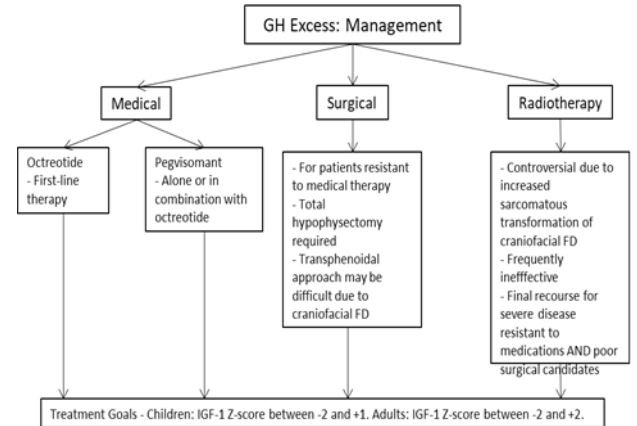 GH Excess: Management
Medical
Surgical
Radiotherapy
Octreotide
- First-line
therapy
Pegvisomant
- Alone or in
combination with
octreotide
- For patients resistant
to medical therapy
- Total
hypophysectomy
required
- Transphenoidal
approach may be
difficult due to
craniofacial FD
- Controversial due to
increased
sarcomatous
transformation of
craniofacial FD
- Frequently
inefffective
- Final recourse for
severe disease
resistant to
medications AND poor
surgical candidates
Treatment Goals - Children: IGF-1 Z-score between -2 and +1. Adults: IGF-1 Z-score between -2 and +2.